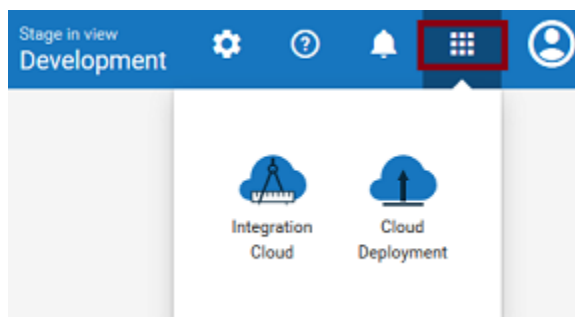 Stage in view
Development
Integration
Cloud
Cloud
Deployment